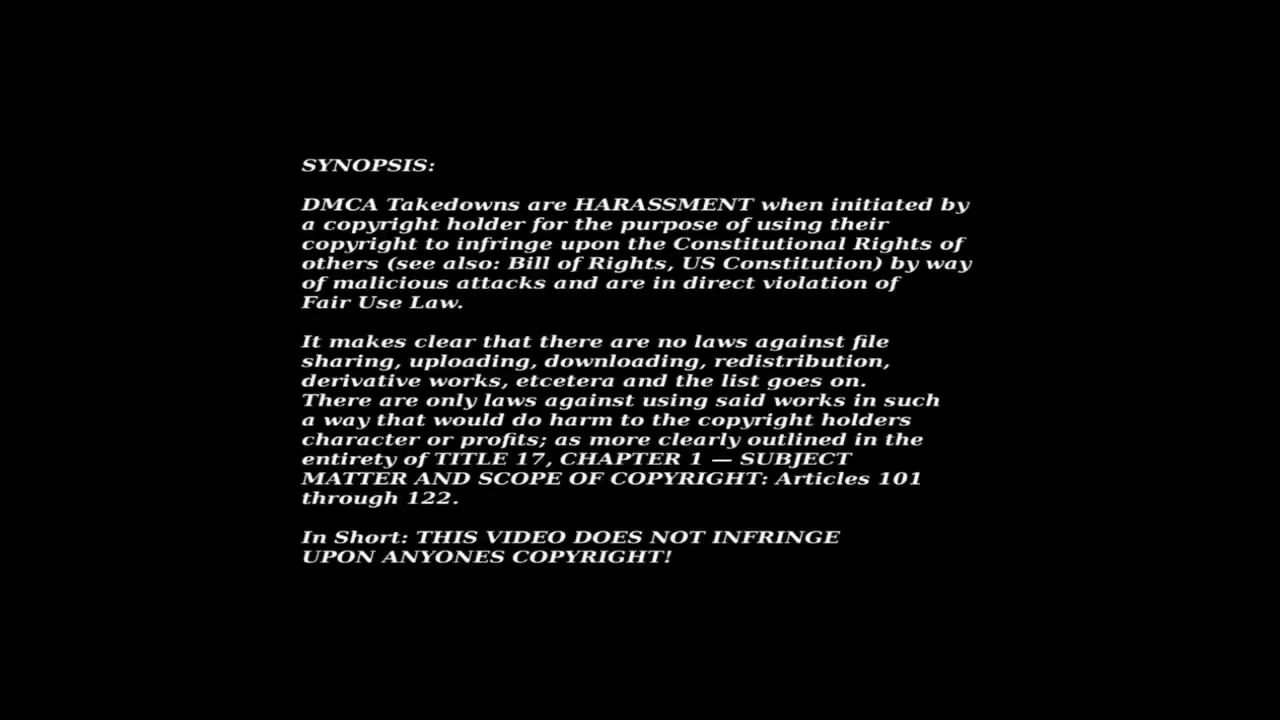 SYNOPSIS:
DMCA Takedowns are HARASSMENT when initiated by
a copyright holder for the purpose of using their
copyright to infringe upon the Constitutional Rights of
others (see also: Bill of Rights, US Constitution) by way
of malicious attacks and are in direct violation of
Fair Use Law.
It makes clear that there are no laws against file
sharing, uploading, downloading, redistribution,
derivative works, etcetera and the list goes on.
There are only laws against using said works in such
a way that would do harm to the copyright holders
character or profits; as more clearly outlined in the
entirety of TITLE 17, CHAPTER 1 — SUBJECT
MATTER AND SCOPE OF COPYRIGHT: Articles 101
through 122.
In Short: THIS VIDEO DOES NOT INFRINGE
UPON ANYONES COPYRIGHT!